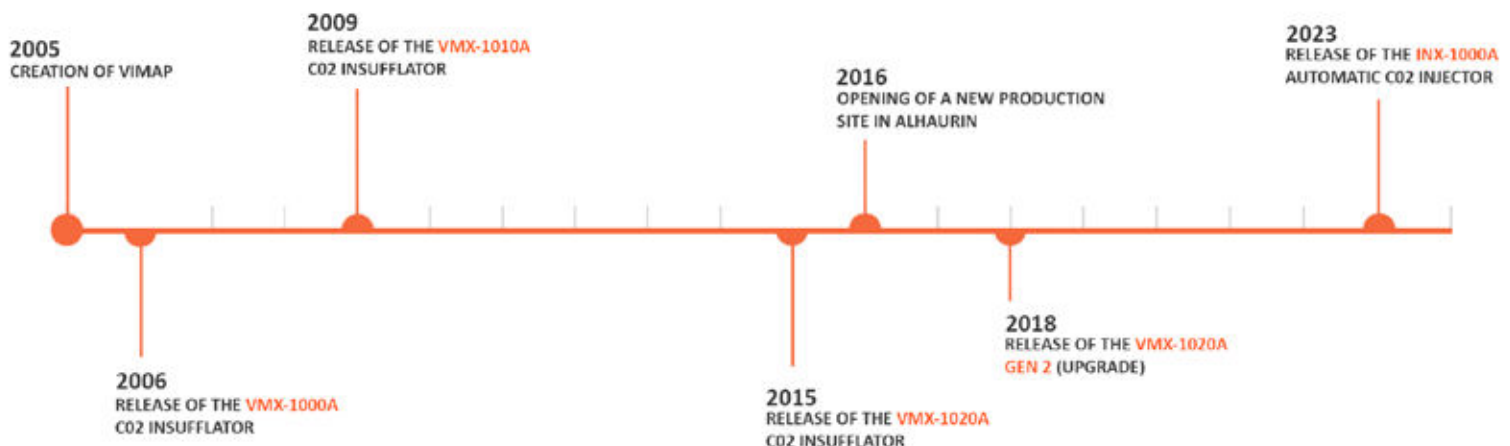 2005
CREATION OF VIMAP
2006
RELEASE OF THE VMX-1000A
C02 INSUFFLATOR
2009
RELEASE OF THE VMX-1010A
C02 INSUFFLATOR
2015
RELEASE OF THE VMX-1020A
C02 INSUFFLATOR
2016
OPENING OF A NEW PRODUCTION
SITE IN ALHAURIN
2018
RELEASE OF THE VMX-1020A
GEN 2 (UPGRADE)
2023
RELEASE OF THE INX-1000A
AUTOMATIC C02 INJECTOR